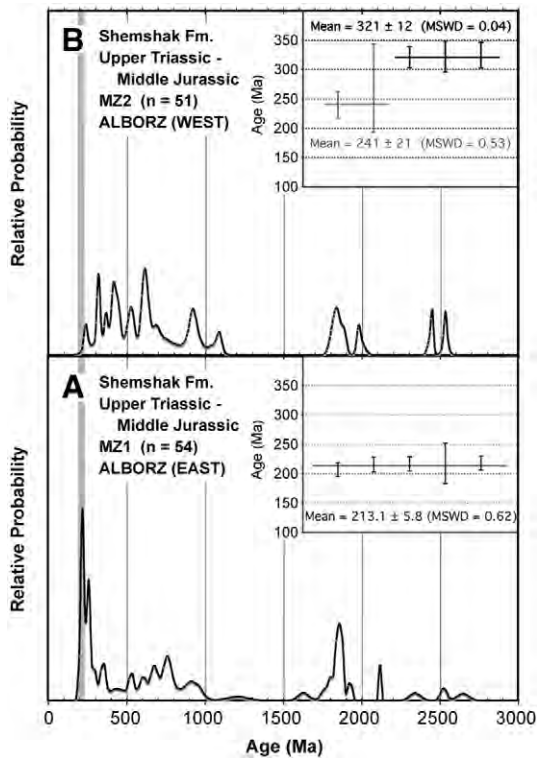 B
Shemshak Fm.
Upper Triassic -
Middle Jurassic
MZ2 (n = 51)
ALBORZ (WEST)
Relative Probability
Mean = 321 ± 12 (MSWD = 0.04)
Age (Ma)
350
300
250
200
150
100
Mean = 241 ± 21 (MSWD = 0.53)
A
Shemshak Fm.
Upper Triassic -
Middle Jurassic
MZ1 (n = 54)
ALBORZ (EAST)
Relative Probability
Age (Ma)
350
300
250
200
150
100
Mean = 213.1 ± 5.8 (MSWD = 0.62)
0 500 1000 1500 2000 2500 3000
Age (Ma)